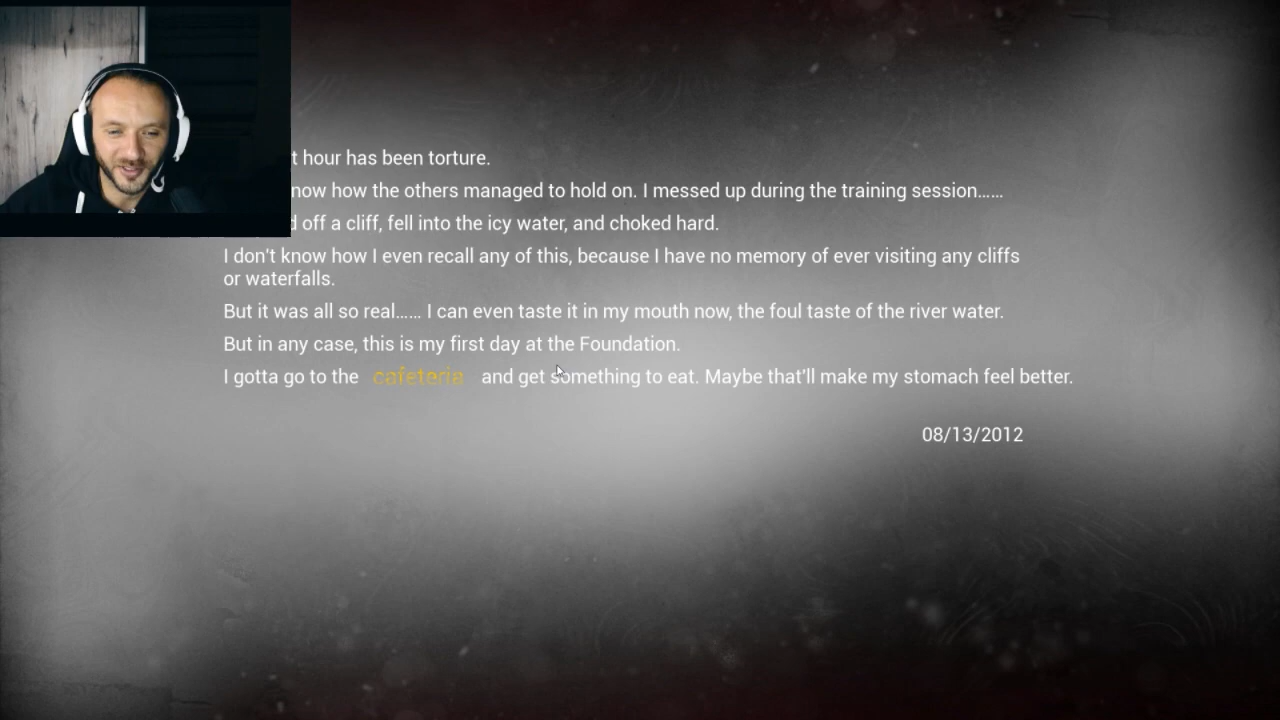 hour has been torture.
how the others managed to hold on. I messed up during the training session……
off a cliff, fell into the icy water, and choked hard.
I don't know how I even recall any of this, because I have no memory of ever visiting any cliffs
or waterfalls.
But it was all so real…… I can even taste it in my mouth now, the foul taste of the river water.
But in any case, this is my first day at the Foundation.
I gotta go to the cafeteria and get something to eat. Maybe that'll make my stomach feel better.
08/13/2012